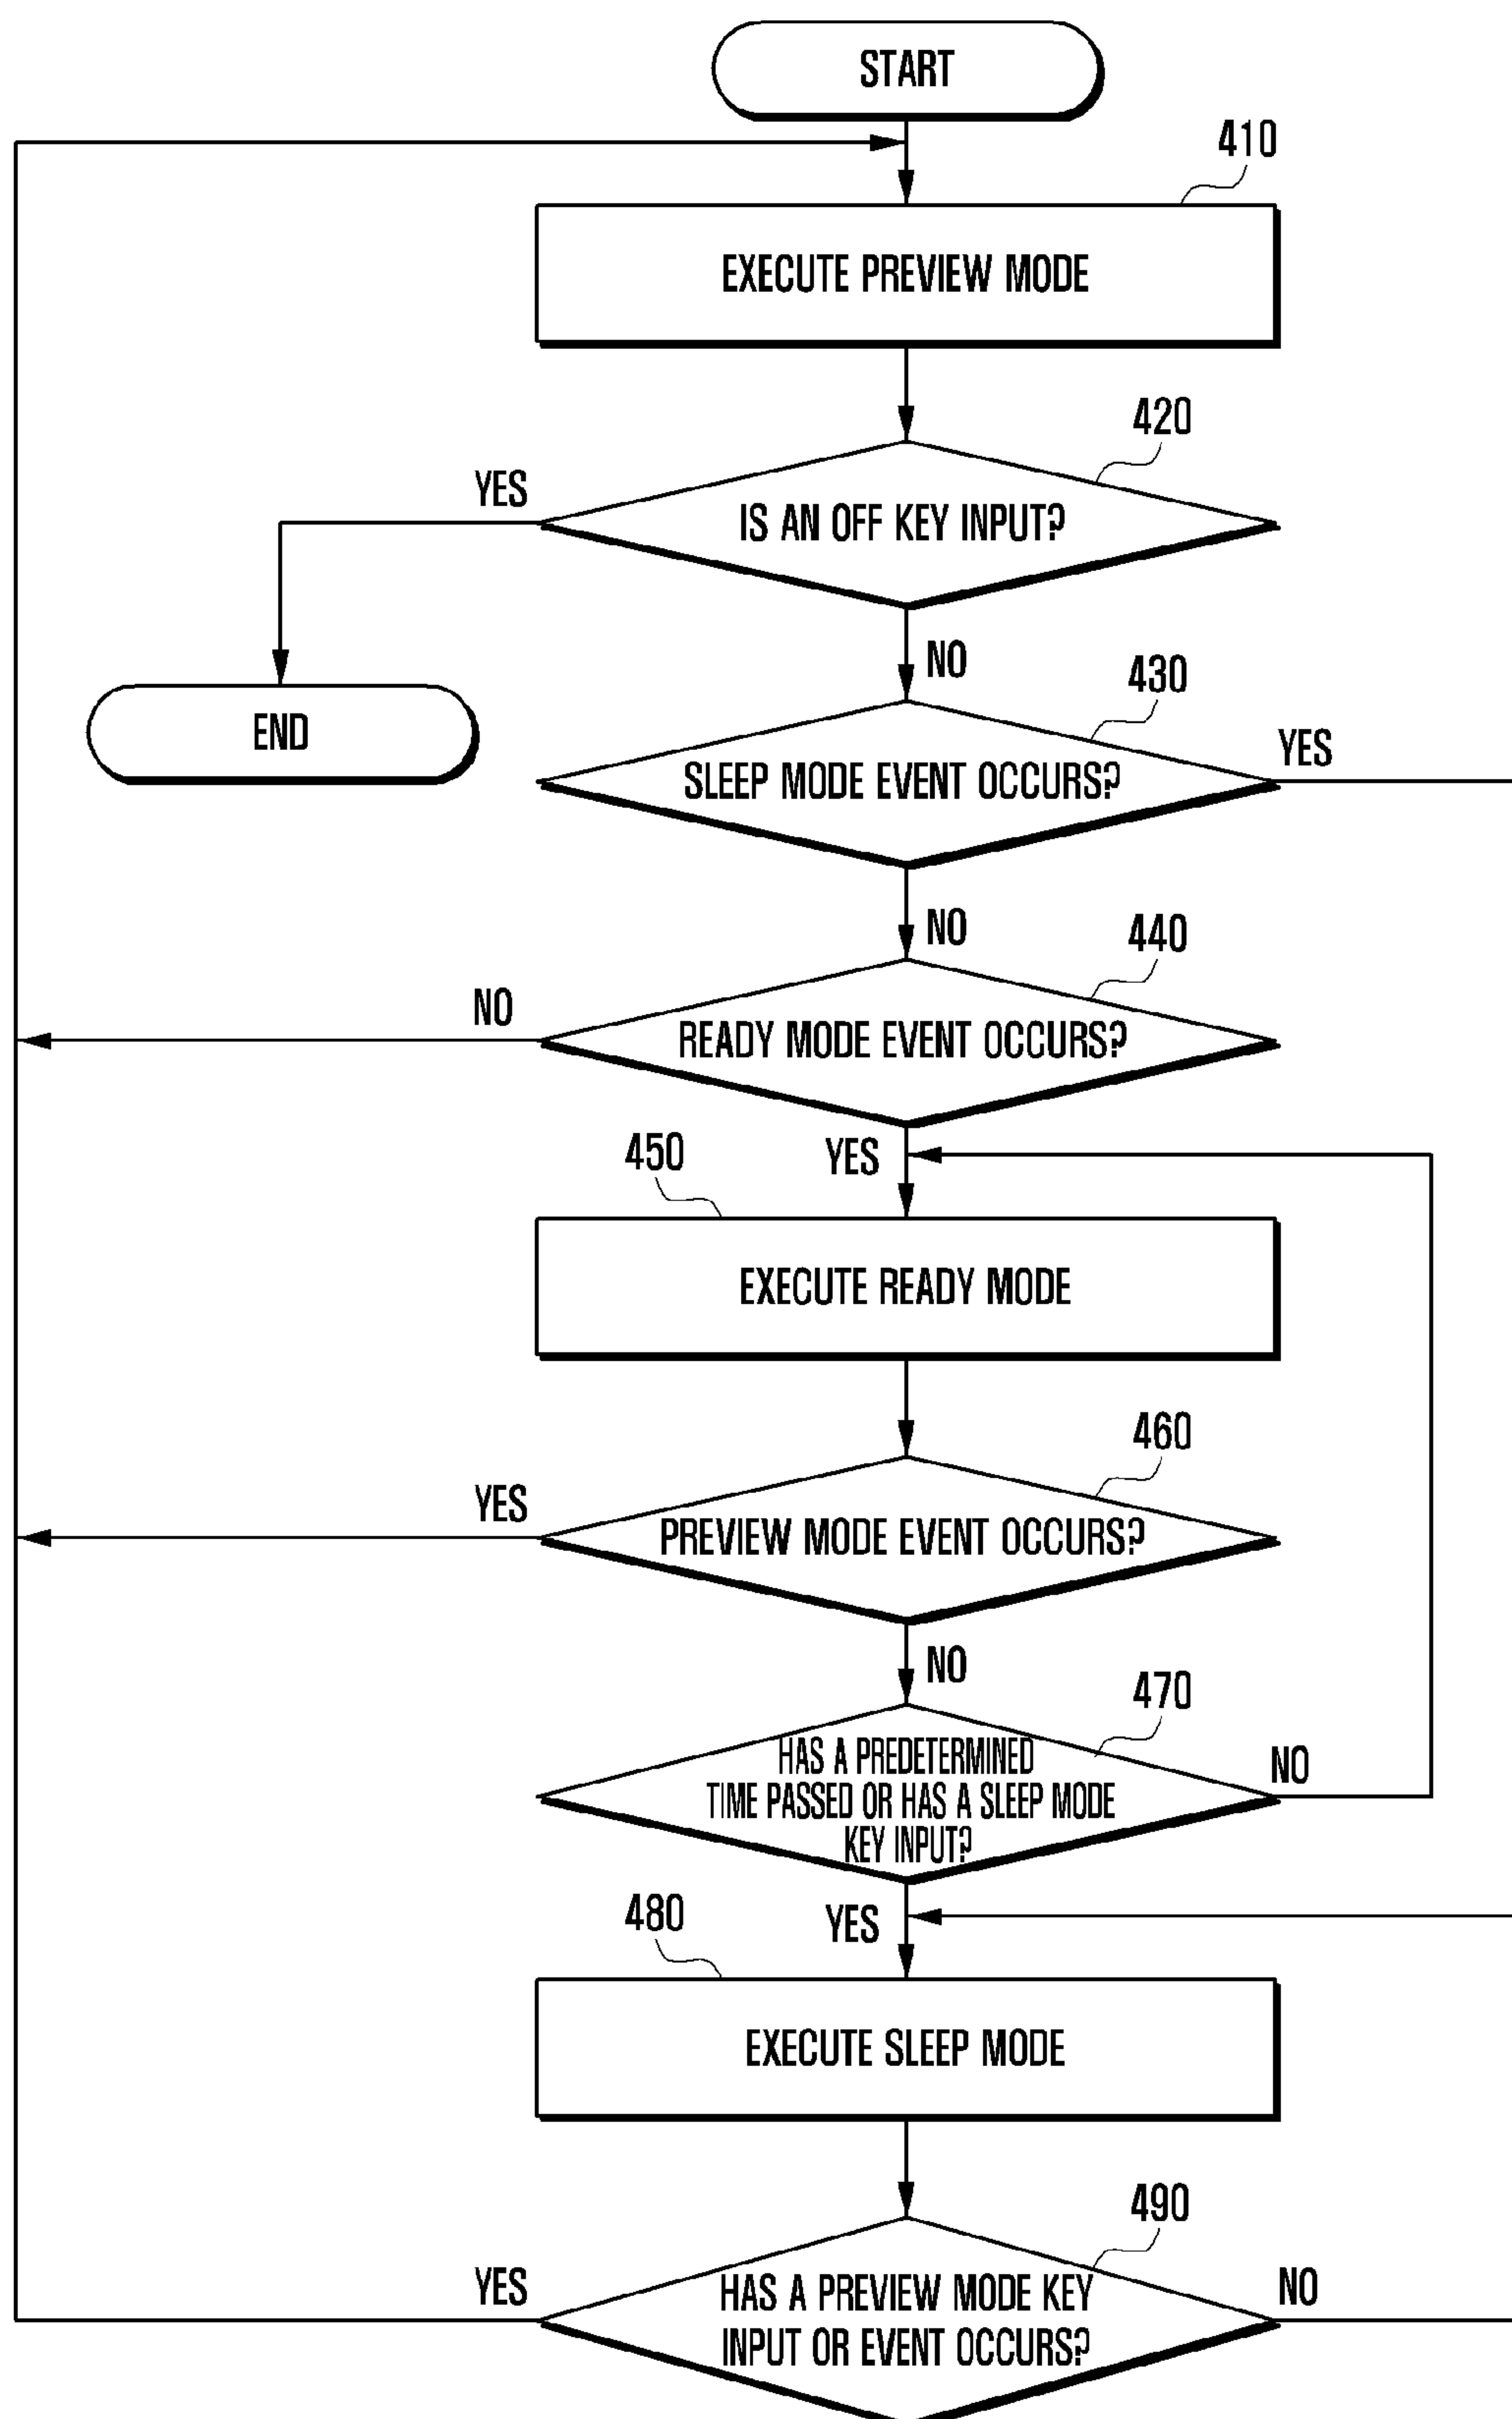 START
410
EXECUTE PREVIEW MODE
420
YES
IS AN OFF KEY INPUT?
NO
430
END
YES
SLEEP MODE EVENT OCCURS?
NO
440
NO
READY MODE EVENT OCCURS?
450
YES
EXECUTE READY MODE
460
YES
PREVIEW MODE EVENT OCCURS?
NO
470
HAS A PREDETERMINED
TIME PASSED OR HAS A SLEEP MODE
KEY INPUT?
NO
480
YES
EXECUTE SLEEP MODE
490
YES
HAS A PREVIEW MODE KEY
INPUT OR EVENT OCCURS?
NO